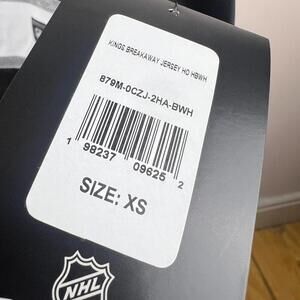 KINGS BREAKAWAY JERSEY HO HBWH
879M-0CZJ-2HA-BWH
1 98237 09625 2
SIZE: XS
NHL